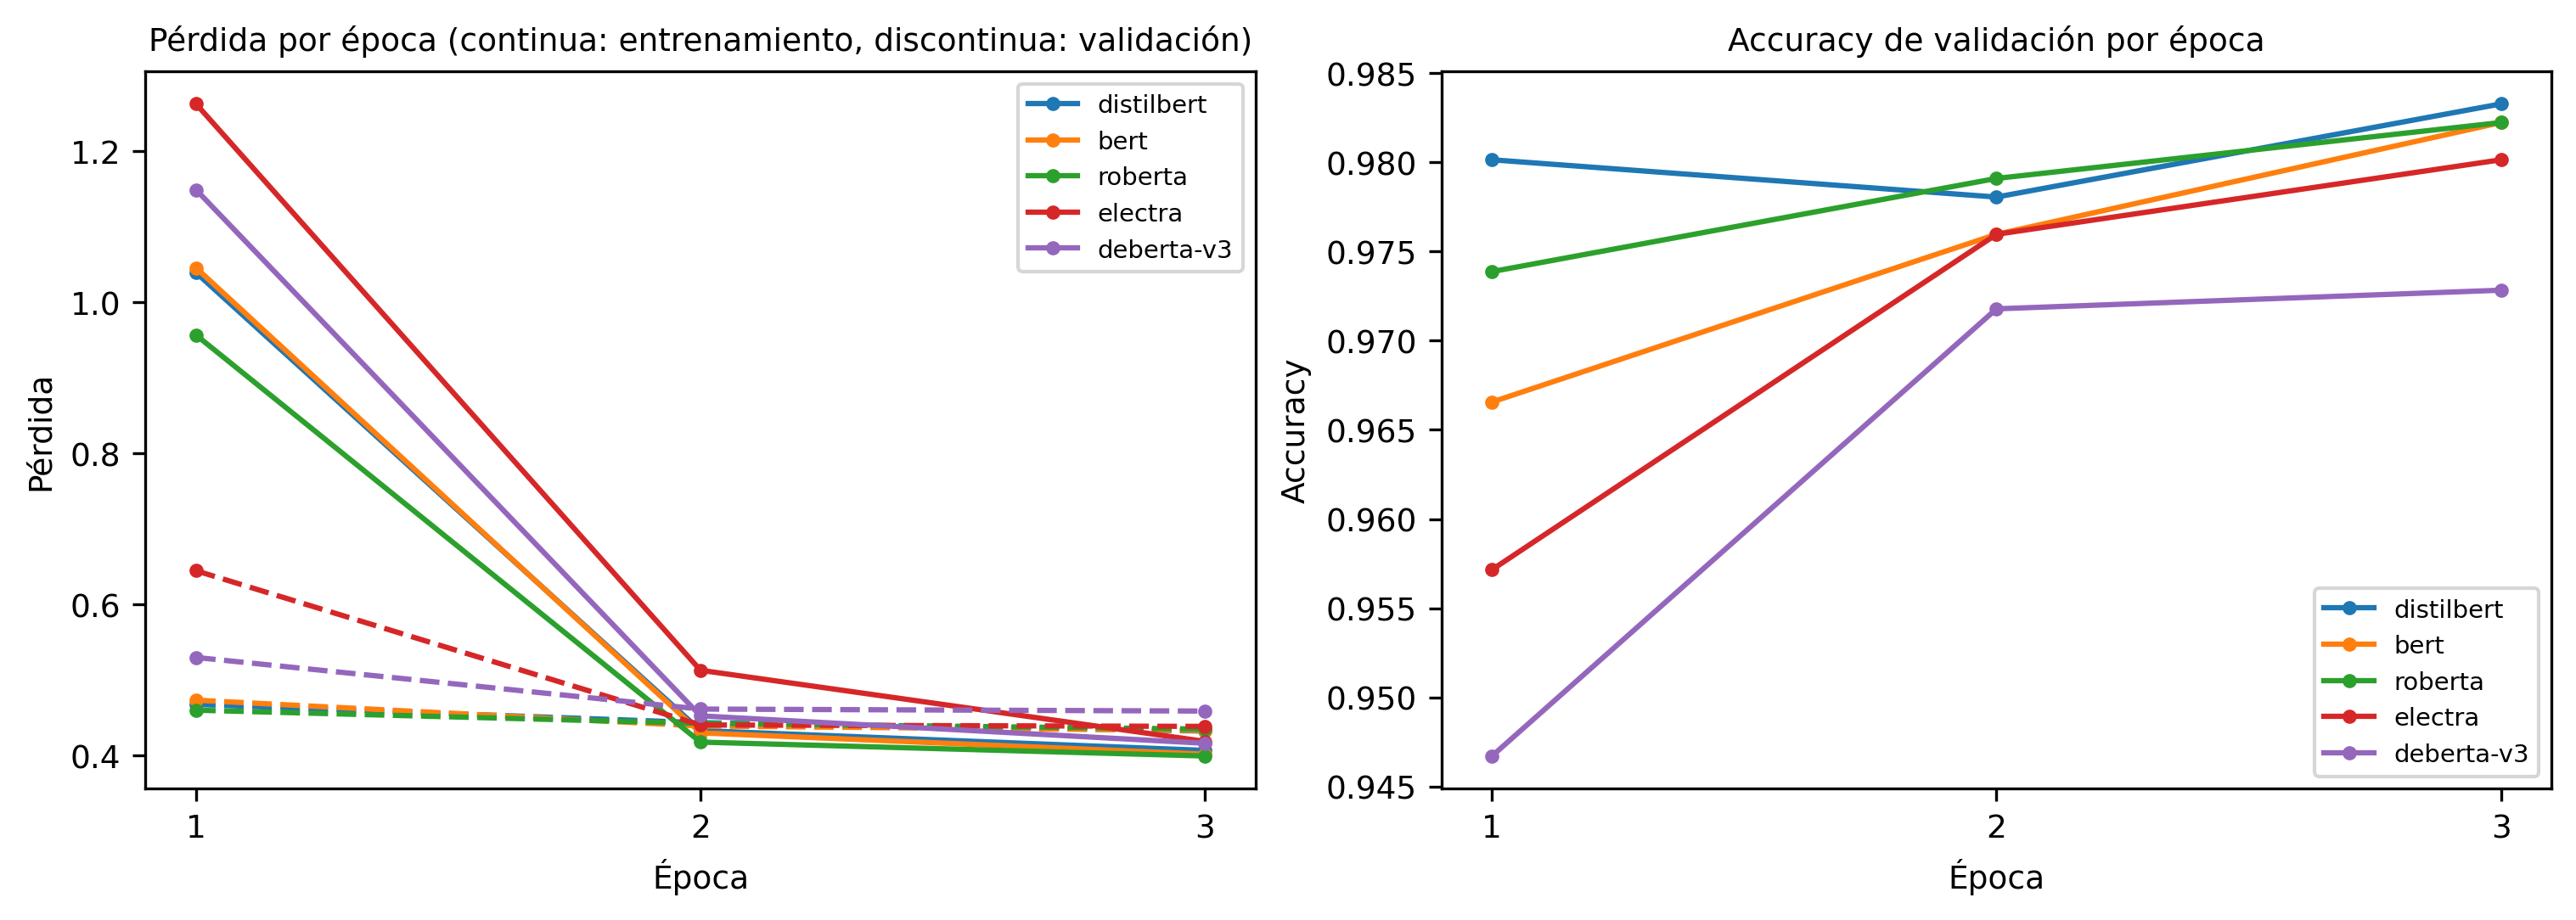 Pérdida por época (continua: entrenamiento, discontinua: validación)
Pérdida
1.2
1.0
0.8
0.6
0.4
1
2
3
Época
distilbert
bert
roberta
electra
deberta-v3
Accuracy de validación por época
Accuracy
0.985
0.980
0.975
0.970
0.965
0.960
0.955
0.950
0.945
1
2
3
Época
distilbert
bert
roberta
electra
deberta-v3